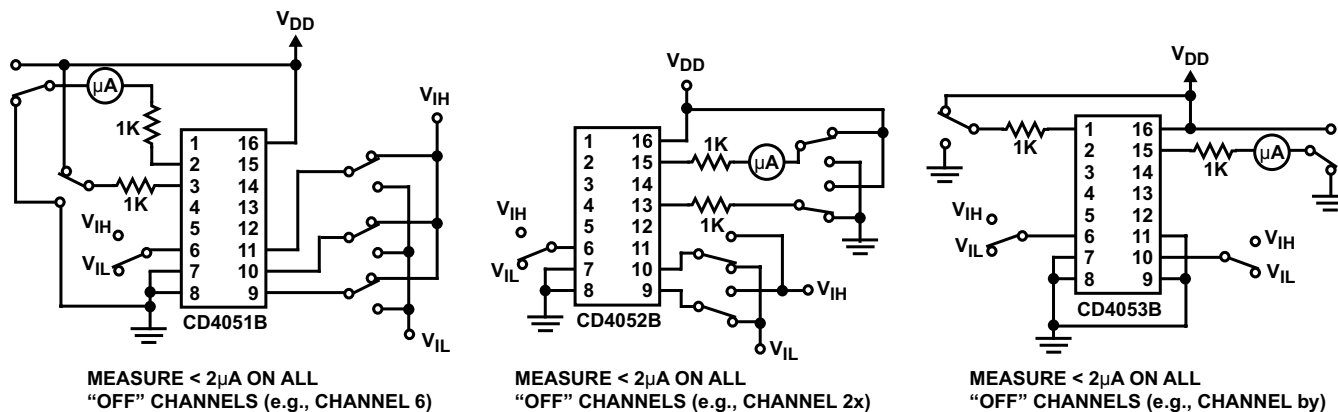 V_DD
µA
1K
1K
V_IH
V_IL
1 16
2 15
3 14
4 13
5 12
6 11
7 10
8 9
CD4051B
V_IH
V_IL
MEASURE < 2µA ON ALL
“OFF” CHANNELS (e.g., CHANNEL 6)
V_DD
1K
µA
1K
V_IH
V_IL
1 16
2 15
3 14
4 13
5 12
6 11
7 10
8 9
CD4052B
V_IH
V_IL
MEASURE < 2µA ON ALL
“OFF” CHANNELS (e.g., CHANNEL 2x)
V_DD
1K
1K
µA
V_IH
V_IL
1 16
2 15
3 14
4 13
5 12
6 11
7 10
8 9
CD4053B
V_IH
V_IL
MEASURE < 2µA ON ALL
“OFF” CHANNELS (e.g., CHANNEL by)